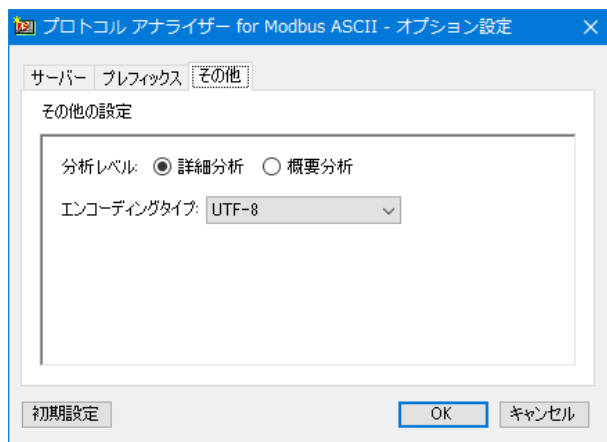 プロトコル アナライザー for Modbus ASCII - オプション設定
サーバー プレフィックス その他
その他の設定
分析レベル: 詳細分析 概要分析
エンコーディングタイプ: UTF-8
初期設定 OK キャンセル